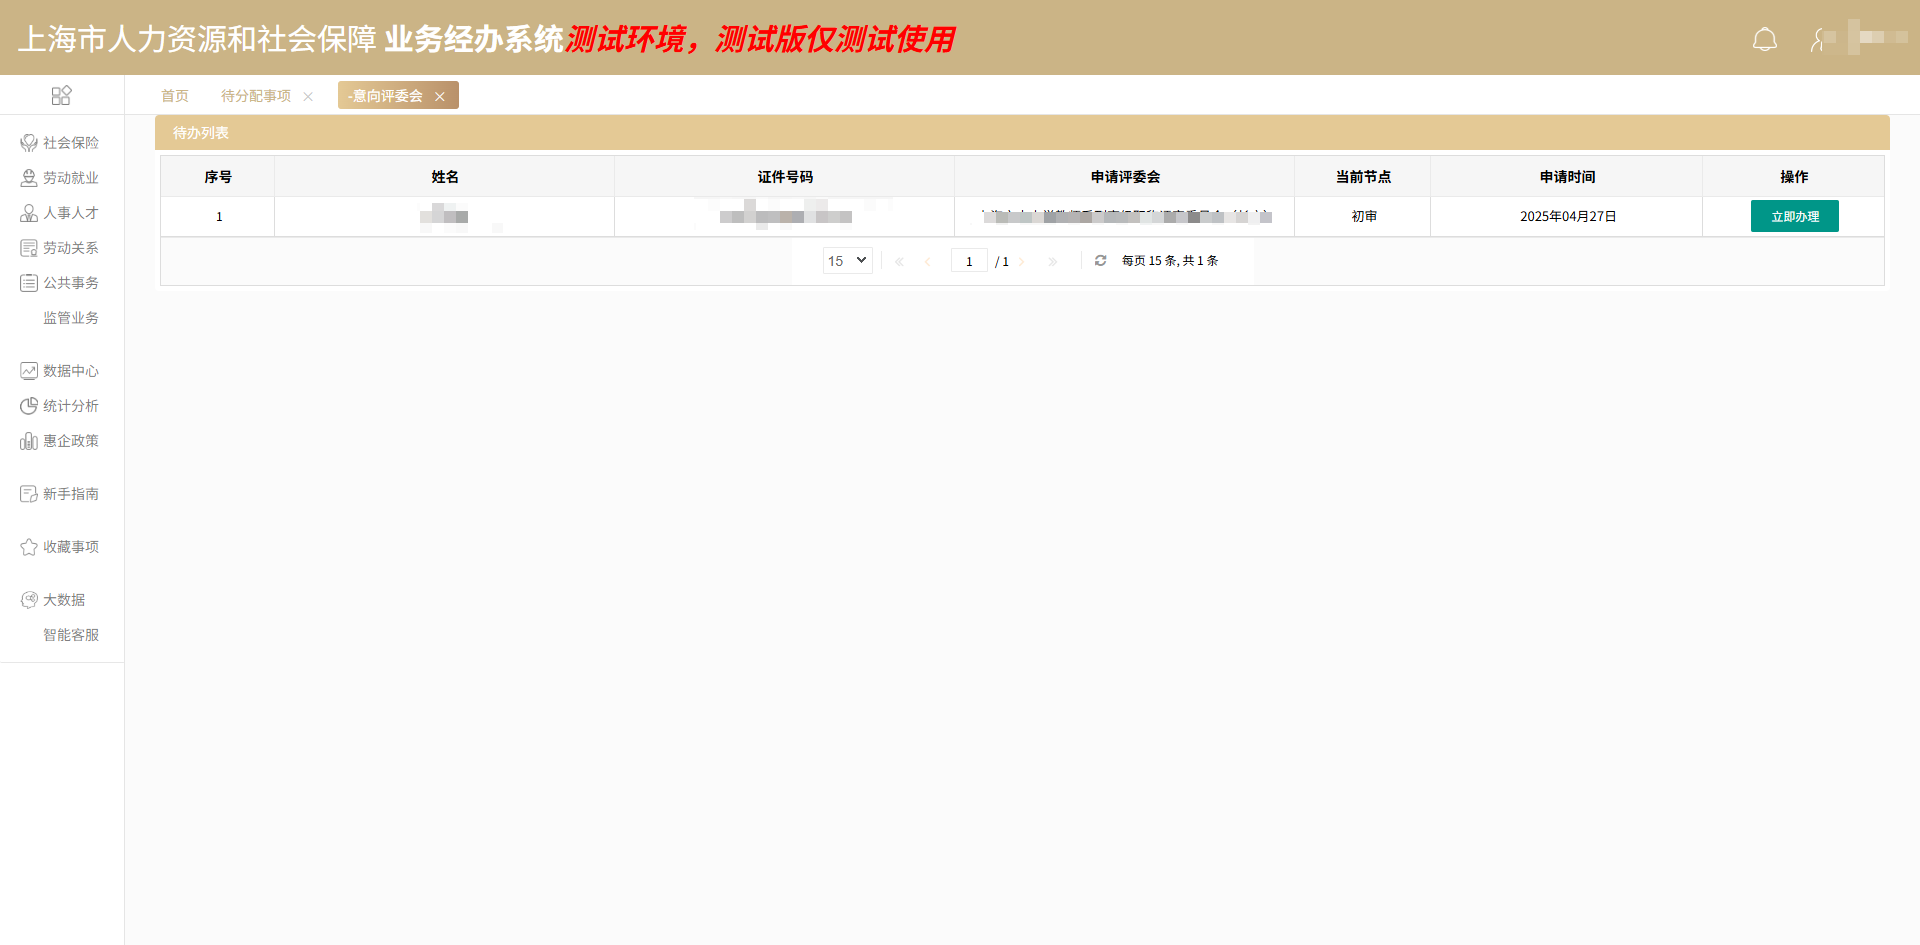 上海市人力资源和社会保障 业务经办系统测试环境，测试版仅测试使用
首页 待分配事项 -意向评委会
社会保险
劳动就业
人事人才
劳动关系
公共事务
监管业务
数据中心
统计分析
惠企政策
新手指南
收藏事项
大数据
智能客服
待办列表
序号 姓名 证件号码 申请评委会 当前节点 申请时间 操作
1 初审 2025年04月27日 立即办理
15 1 / 1 每页 15 条, 共 1 条